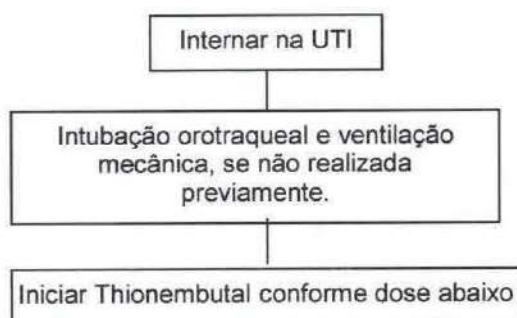 Internar na UTI
Intubação orotraqueal e ventilação
mecânica, se não realizada
previamente.
Iniciar Thionembutal conforme dose abaixo